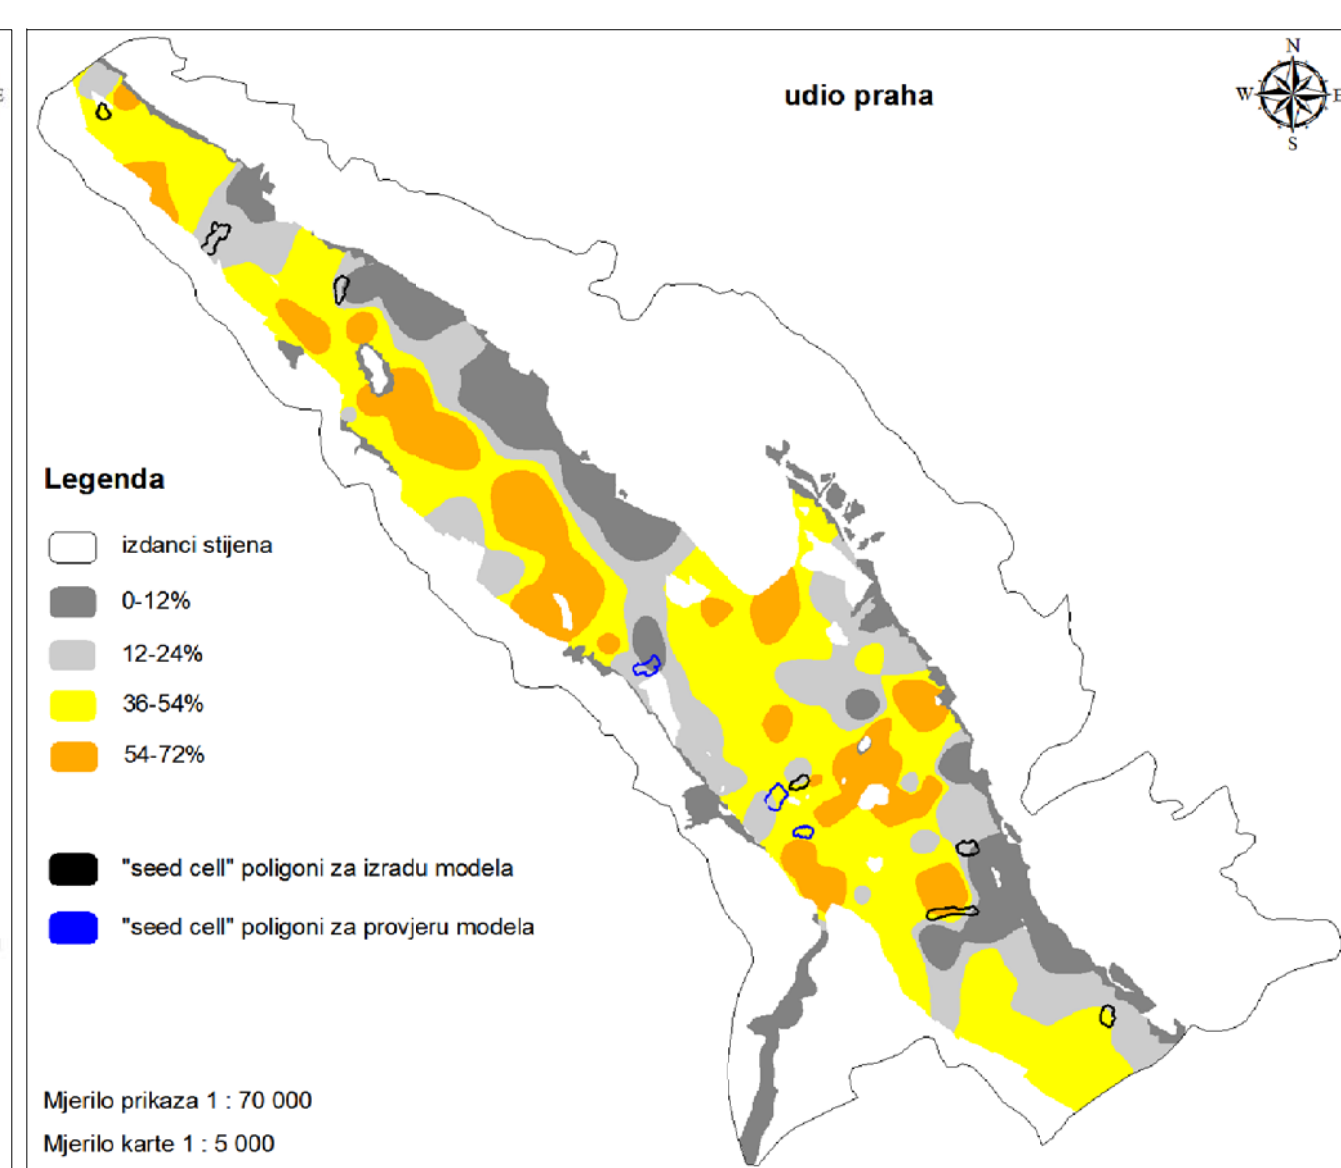 udio praha
N
W
E
S
E
Legenda
izdanci stijena
0-12%
12-24%
36-54%
54-72%
"seed cell" poligoni za izradu modela
"seed cell" poligoni za provjeru modela
Mjerilo prikaza 1 : 70 000
Mjerilo karte 1 : 5 000